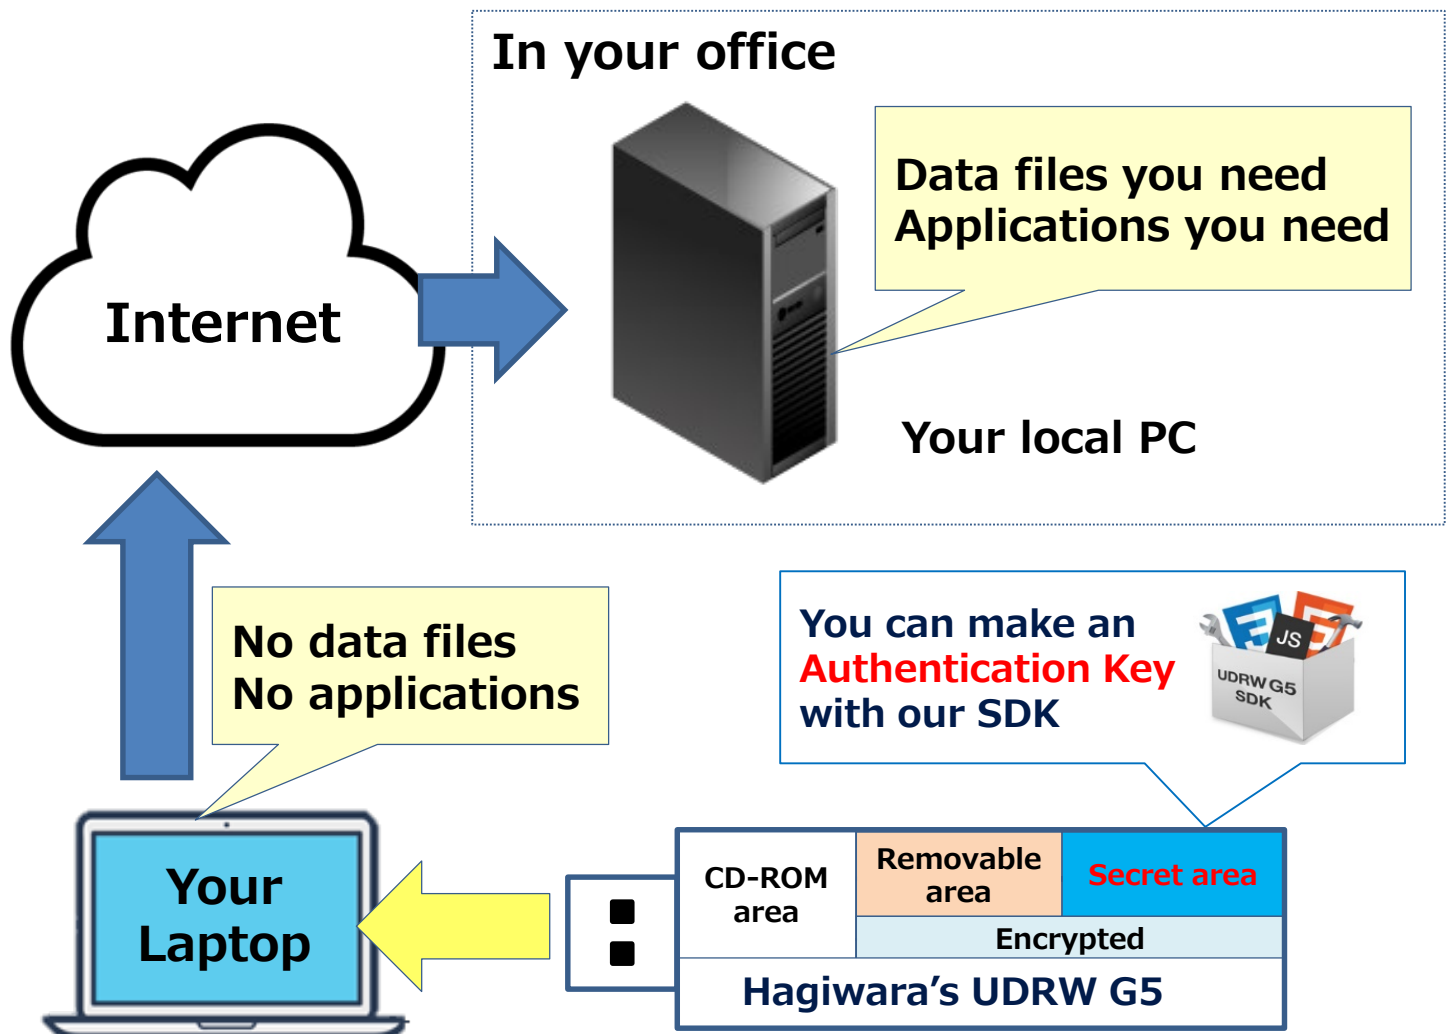 In your office
Data files you need
Applications you need
Internet
Your local PC
No data files
No applications
You can make an
Authentication Key
with our SDK
JS
UDRW G5
SDK
Your
Laptop
CD-ROM
area
Removable
area
Secret area
Encrypted
Hagiwara's UDRW G5